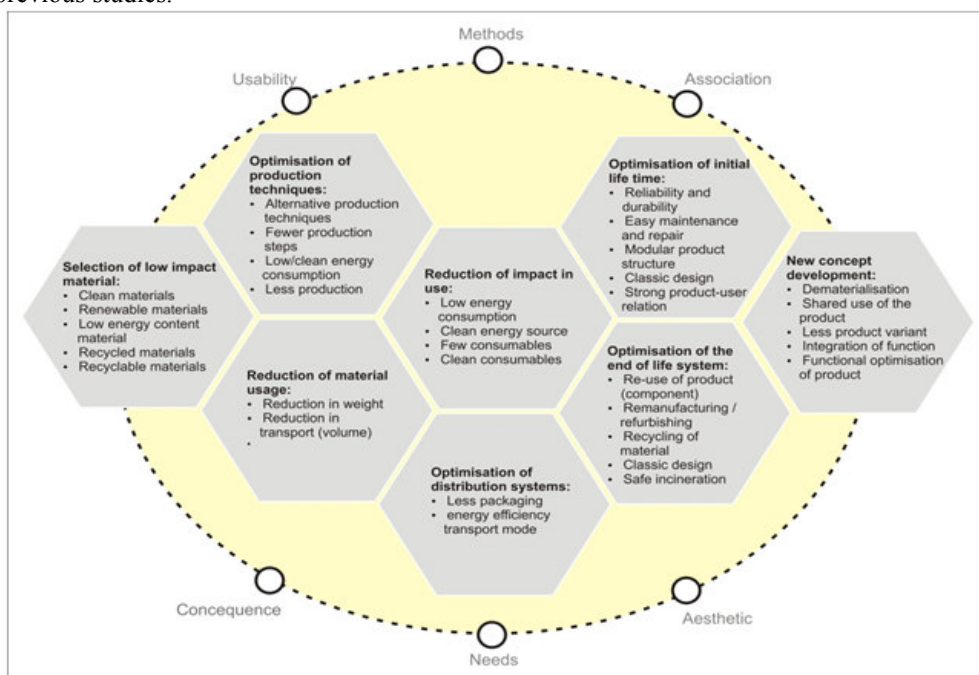 previous studies.
Methods
Usability
Association
Optimisation of
production
techniques:
• Alternative production
techniques
• Fewer production
steps
• Low/clean energy
consumption
• Less production
Optimisation of initial
life time:
• Reliability and
durability
• Easy maintenance
and repair
• Modular product
structure
• Classic design
• Strong product-user
relation
Selection of low impact
material:
• Clean materials
• Renewable materials
• Low energy content
material
• Recycled materials
• Recyclable materials
Reduction of impact in
use:
• Low energy
consumption
• Clean energy source
• Few consumables
• Clean consumables
New concept
development:
• Dematerialisation
• Shared use of the
product
• Less product variant
• Integration of function
• Functional optimisation
of product
Reduction of material
usage:
• Reduction in weight
• Reduction in
transport (volume)
•
Optimisation of the
end of life system:
• Re-use of product
(component)
• Remanufacturing /
refurbishing
• Recycling of
material
• Classic design
• Safe incineration
Optimisation of
distribution systems:
• Less packaging
• energy efficiency
transport mode
Concequence
Aesthetic
Needs